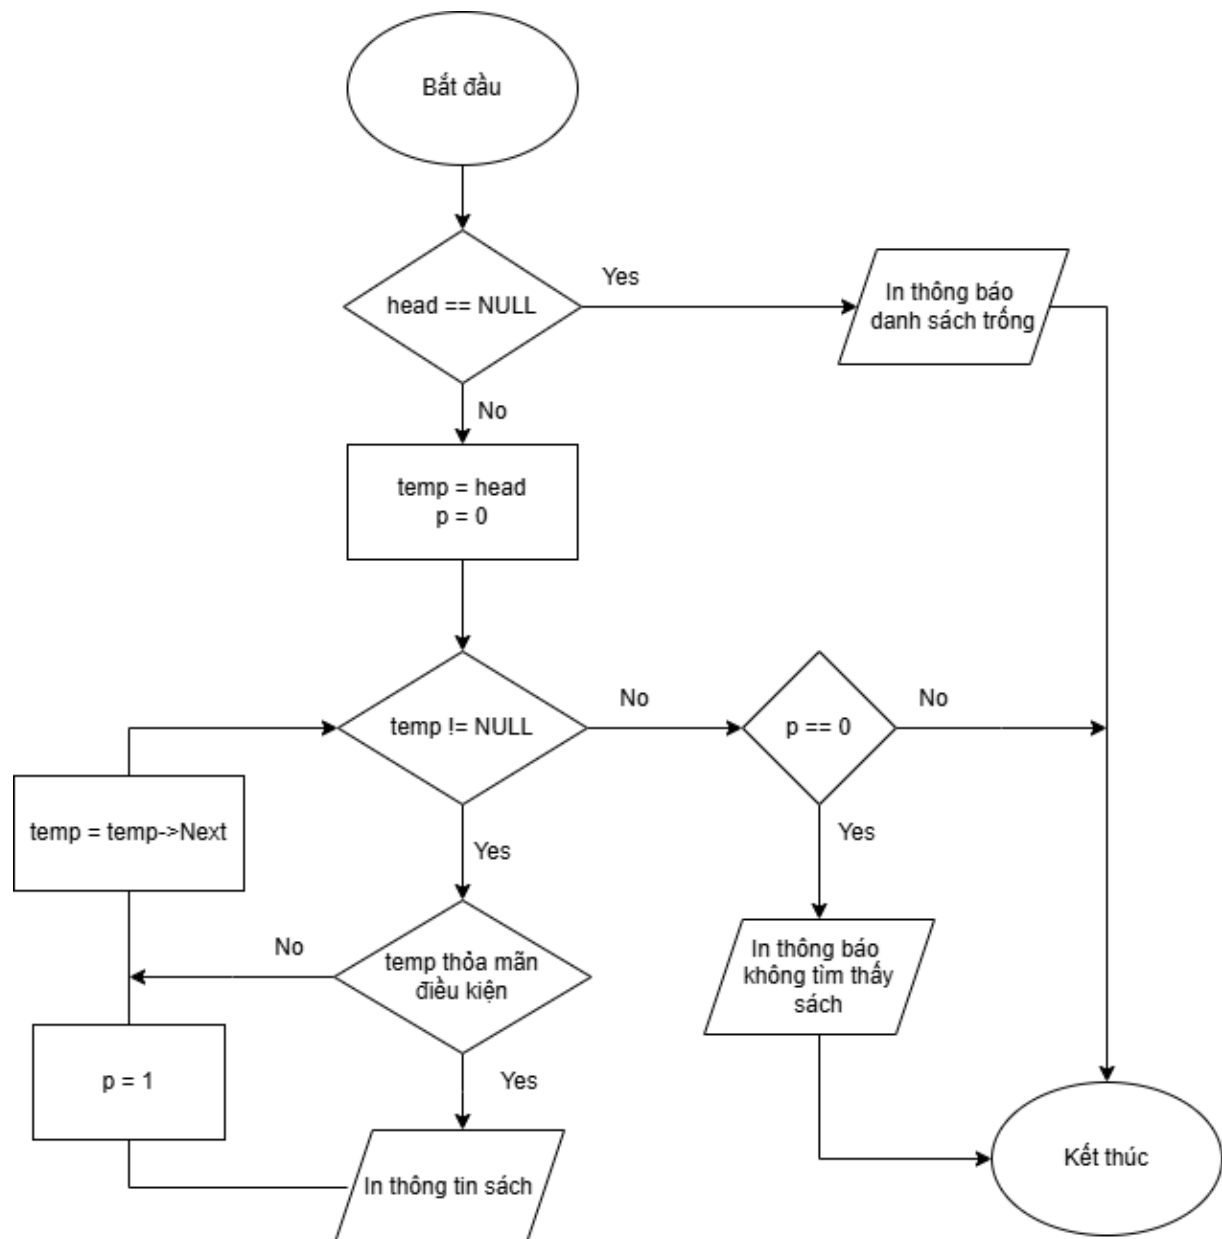 Bắt đầu
head == NULL
Yes
In thông báo
danh sách trống
No
temp = head
p = 0
temp != NULL
No
p == 0
No
temp = temp->Next
Yes
Yes
temp thỏa mãn
điều kiện
No
In thông báo
không tìm thấy
sách
p = 1
Yes
In thông tin sách
Kết thúc